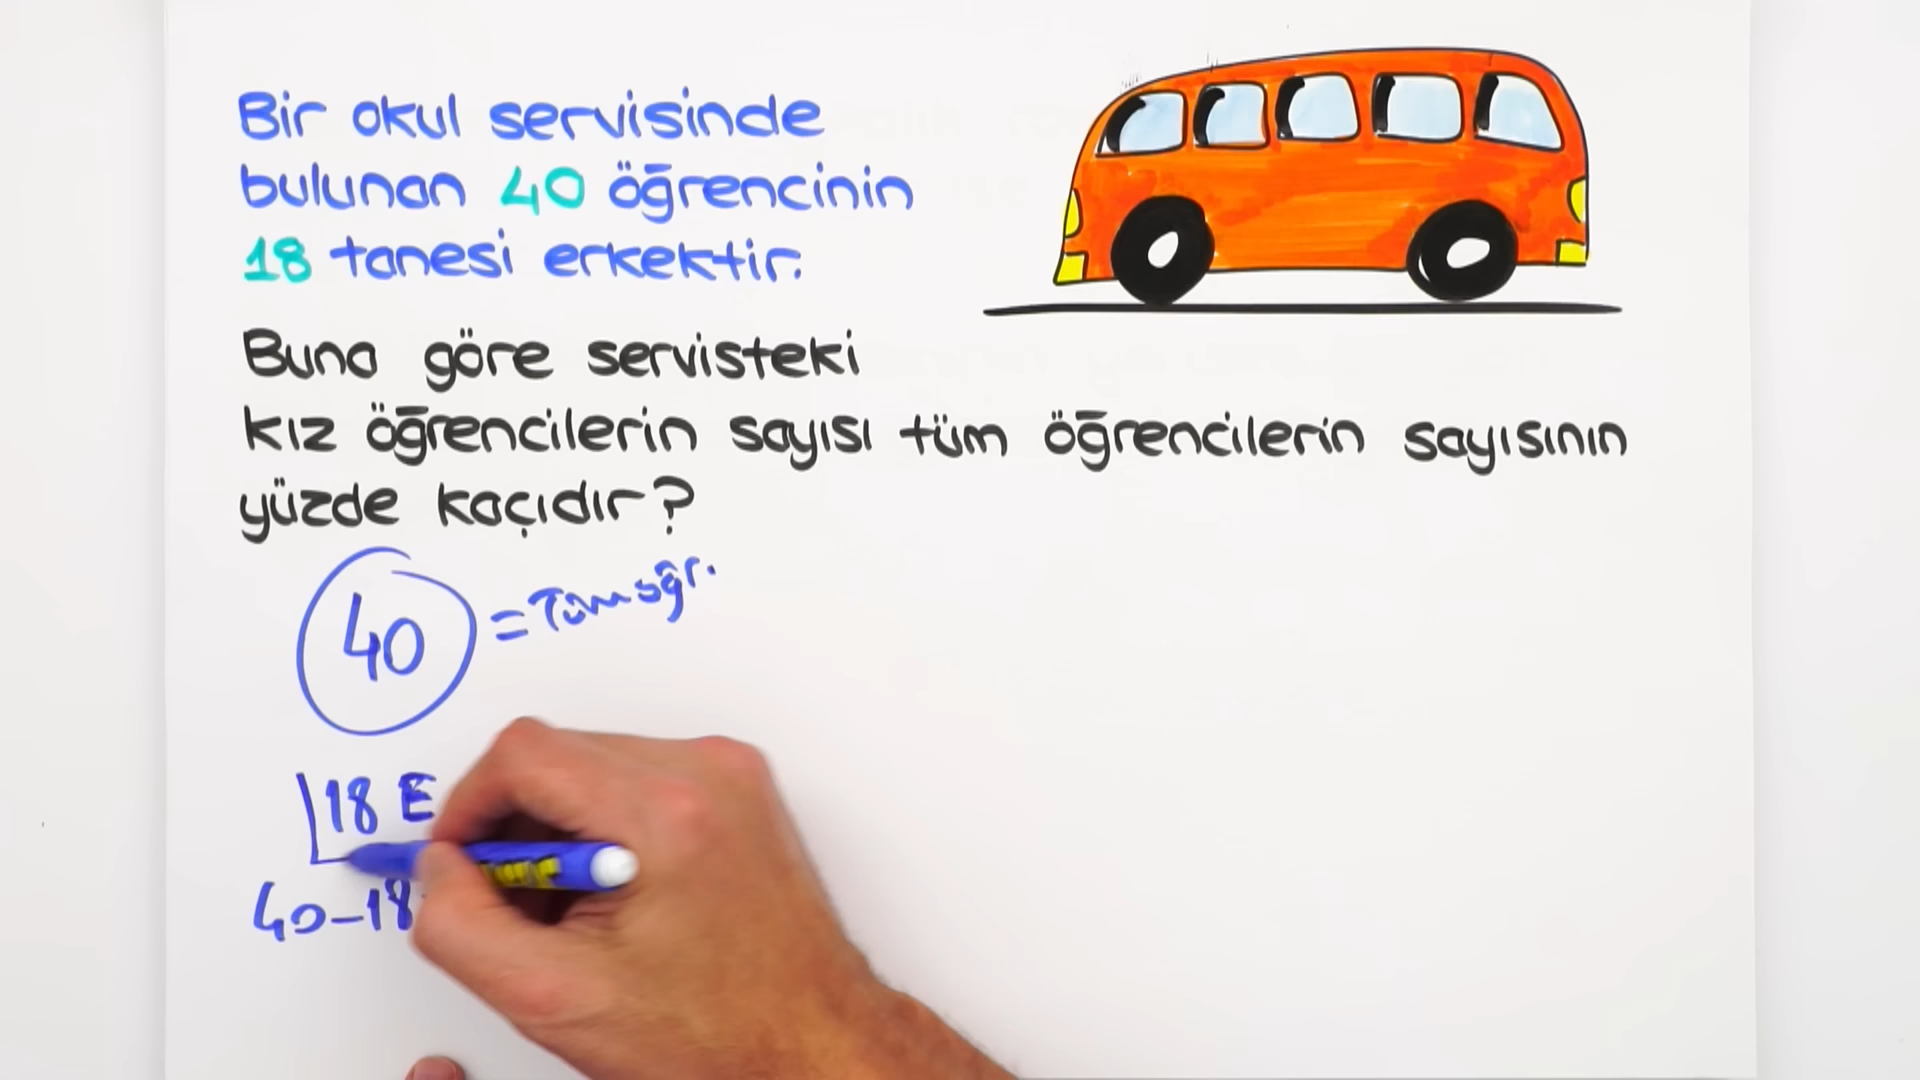 Bir okul servisinde
bulunan 40 öğrencinin
18 tanesi erkektir.
Buna göre servisteki
kız öğrencilerin sayısı tüm öğrencilerin sayısının
yüzde kaçıdır?
40 = Tüm öğr.
18 E
40-18